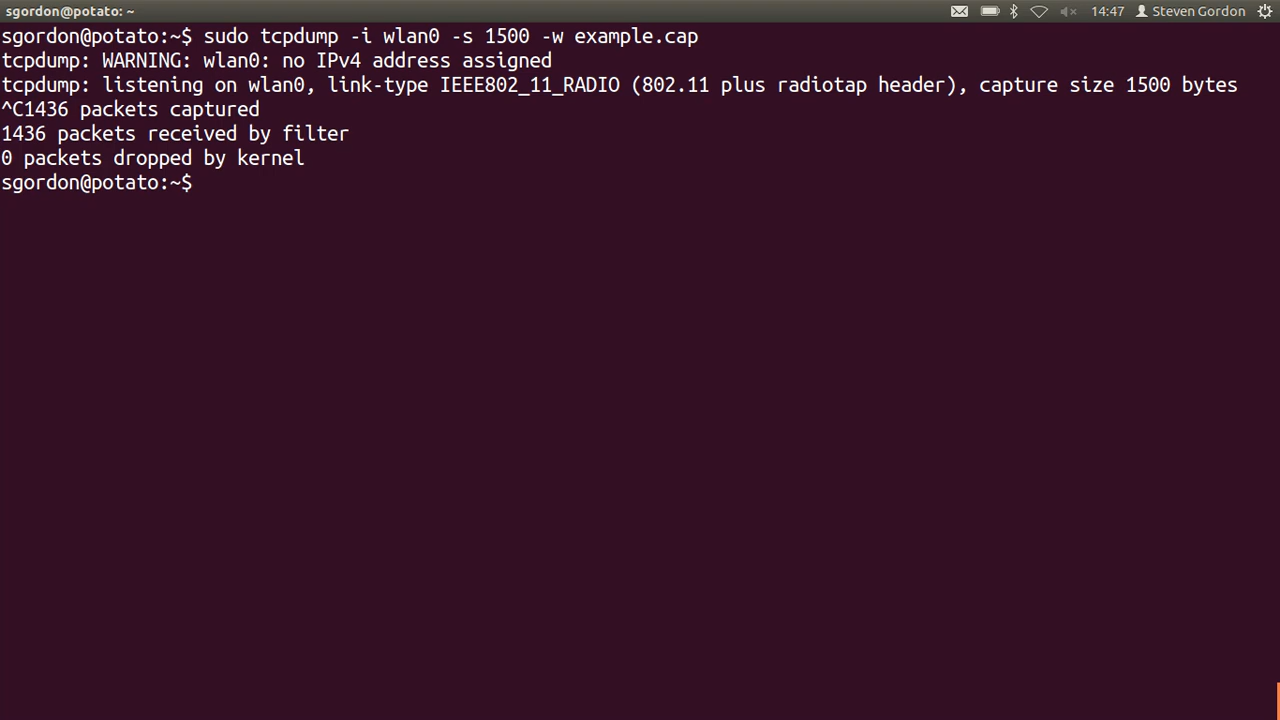 sgordon@potato: ~
14:47 Steven Gordon
sgordon@potato:~$ sudo tcpdump -i wlan0 -s 1500 -w example.cap
tcpdump: WARNING: wlan0: no IPv4 address assigned
tcpdump: listening on wlan0, link-type IEEE802_11_RADIO (802.11 plus radiotap header), capture size 1500 bytes
^C1436 packets captured
1436 packets received by filter
0 packets dropped by kernel
sgordon@potato:~$